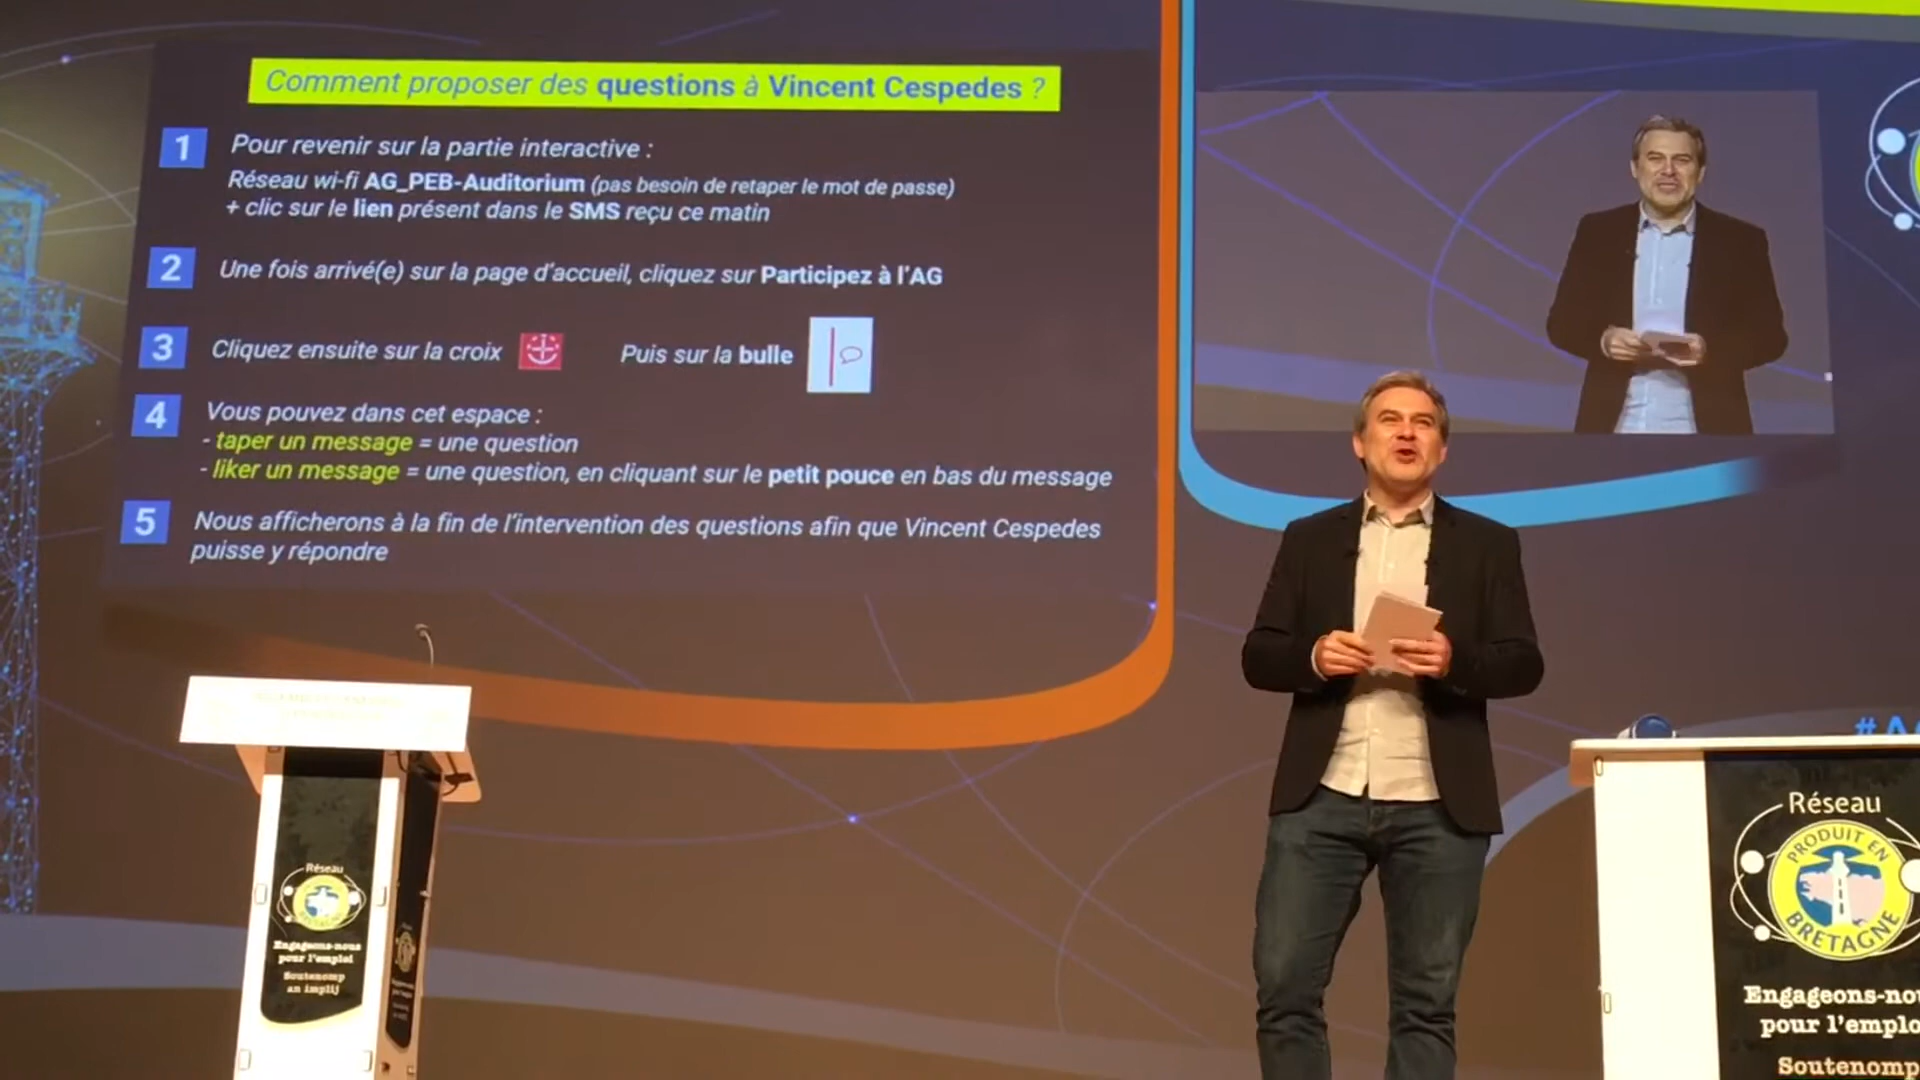 Comment proposer des questions à Vincent Cespedes ?
1 Pour revenir sur la partie interactive :
Réseau wi-fi AG_PEB-Auditorium (pas besoin de retaper le mot de passe)
+ clic sur le lien présent dans le SMS reçu ce matin
2 Une fois arrivé(e) sur la page d'accueil, cliquez sur Participez à l'AG
3 Cliquez ensuite sur la croix Puis sur la bulle
4 Vous pouvez dans cet espace :
- taper un message = une question
- liker un message = une question, en cliquant sur le petit pouce en bas du message
5 Nous afficherons à la fin de l'intervention des questions afin que Vincent Cespedes
puisse y répondre
Réseau
BRETAGNE
Engageons-nous
pour l'emploi
Soutenomp
an implij
#A
Réseau
PRODUIT EN
BRETAGNE
Engageons-nou
pour l'emplo
Soutenomp